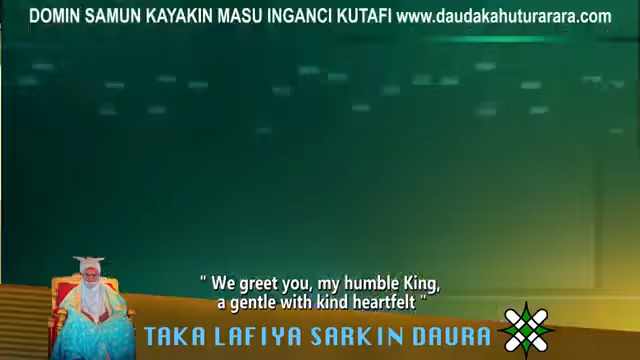 DOMIN SAMUN KAYAKIN MASU INGANCI KUTAFI www.daudakahuturarara.com
" We greet you, my humble King,
a gentle with kind heartfelt "
TAKA LAFIYA SARKIN DAURA